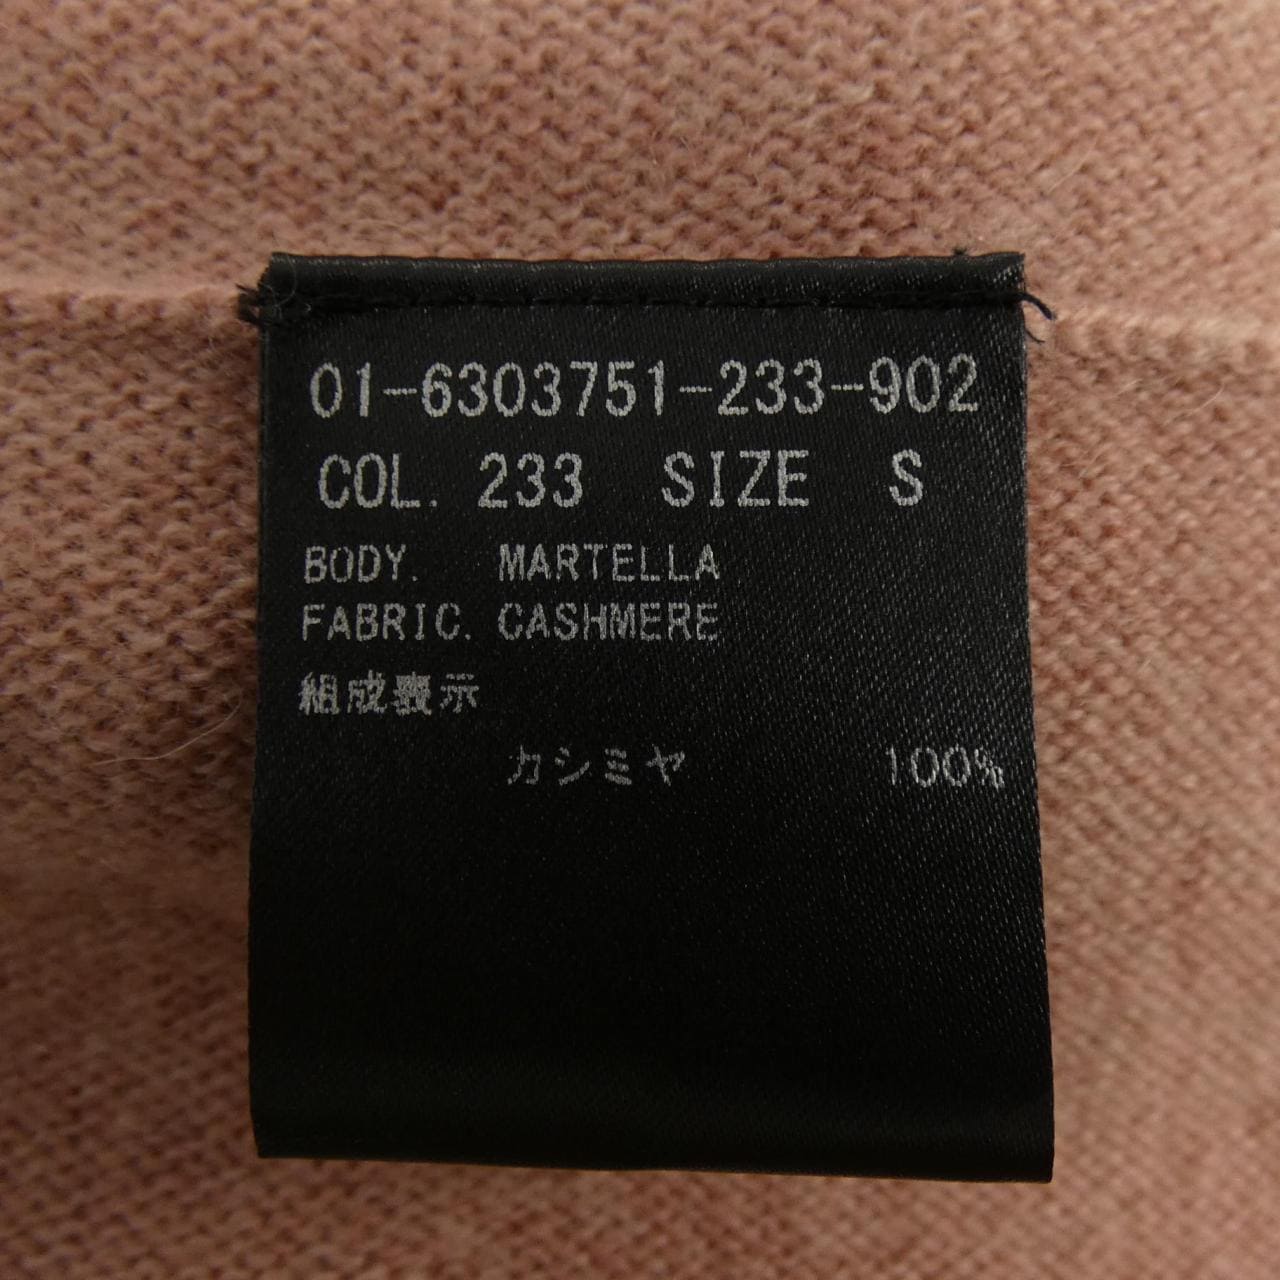 01-6303751-233-902
COL. 233 SIZE S
BODY. MARTELLA
FABRIC. CASHMERE
組成表示
カシミヤ 100%